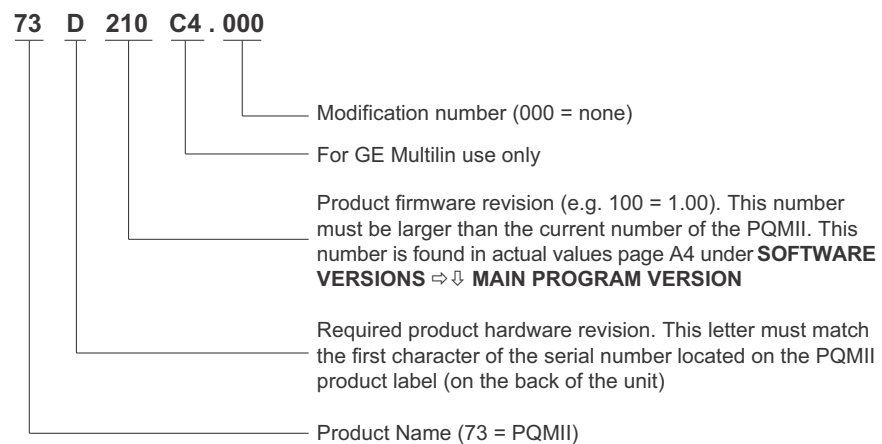 73 D 210 C4 . 000
Modification number (000 = none)
For GE Multilin use only
Product firmware revision (e.g. 100 = 1.00). This number
must be larger than the current number of the PQMII. This
number is found in actual values page A4 under SOFTWARE
VERSIONS ⇨⇩ MAIN PROGRAM VERSION
Required product hardware revision. This letter must match
the first character of the serial number located on the PQMII
product label (on the back of the unit)
Product Name (73 = PQMII)